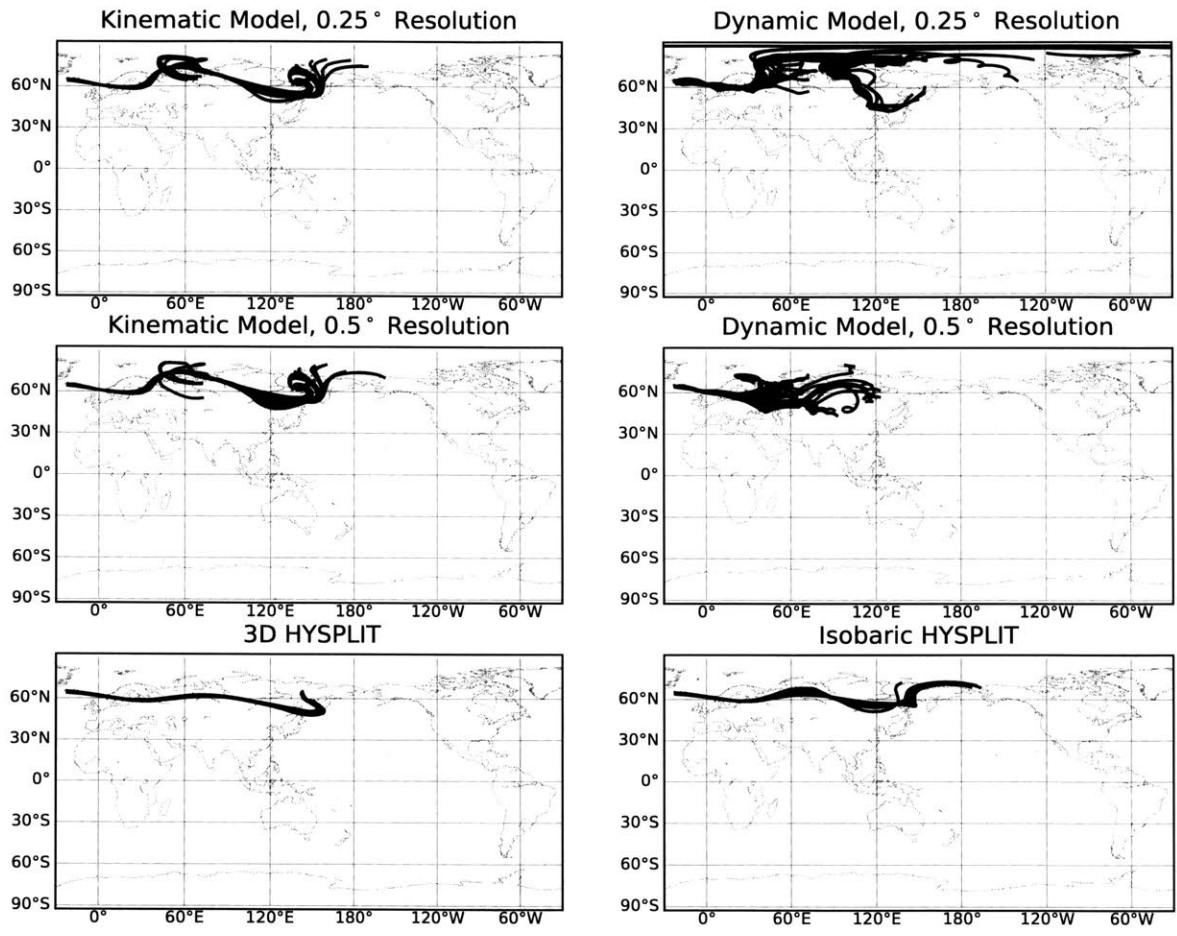 Kinematic Model, 0.25° Resolution
Dynamic Model, 0.25° Resolution
60°N
30°N
0°
30°S
60°S
90°S
0° 60°E 120°E 180° 120°W 60°W
60°N
30°N
0°
30°S
60°S
90°S
0° 60°E 120°E 180° 120°W 60°W
Kinematic Model, 0.5° Resolution
Dynamic Model, 0.5° Resolution
60°N
30°N
0°
30°S
60°S
90°S
0° 60°E 120°E 180° 120°W 60°W
60°N
30°N
0°
30°S
60°S
90°S
0° 60°E 120°E 180° 120°W 60°W
3D HYSPLIT
Isobaric HYSPLIT
60°N
30°N
0°
30°S
60°S
90°S
0° 60°E 120°E 180° 120°W 60°W
60°N
30°N
0°
30°S
60°S
90°S
0° 60°E 120°E 180° 120°W 60°W